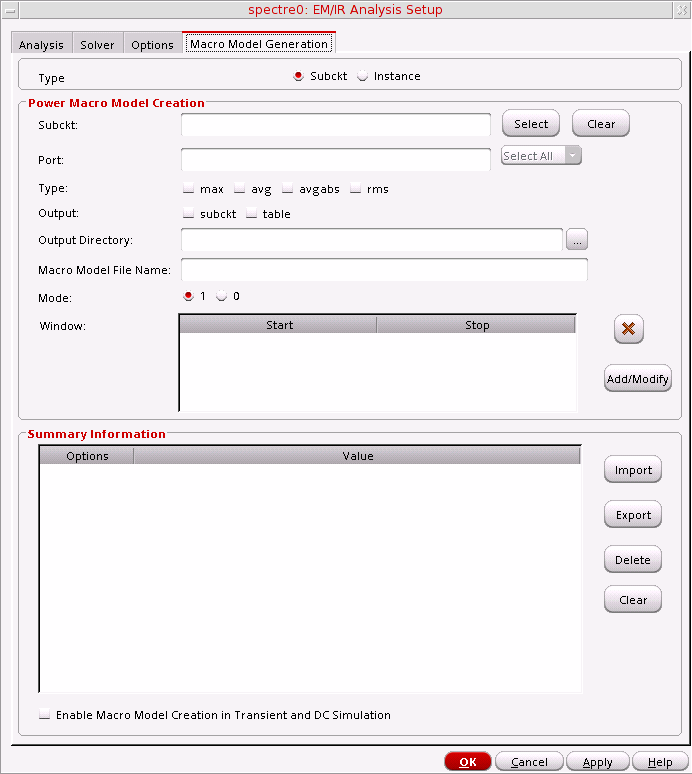 spectre0: EM/IR Analysis Setup
Analysis Solver Options Macro Model Generation
Type Subckt Instance
Power Macro Model Creation
Subckt: Select Clear
Port: Select All
Type: max avg avgabs rms
Output: subckt table
Output Directory: ...
Macro Model File Name:
Mode: 1 0
Window: Start Stop
Add/Modify
Summary Information
Options Value
Import
Export
Delete
Clear
Enable Macro Model Creation in Transient and DC Simulation
OK Cancel Apply Help